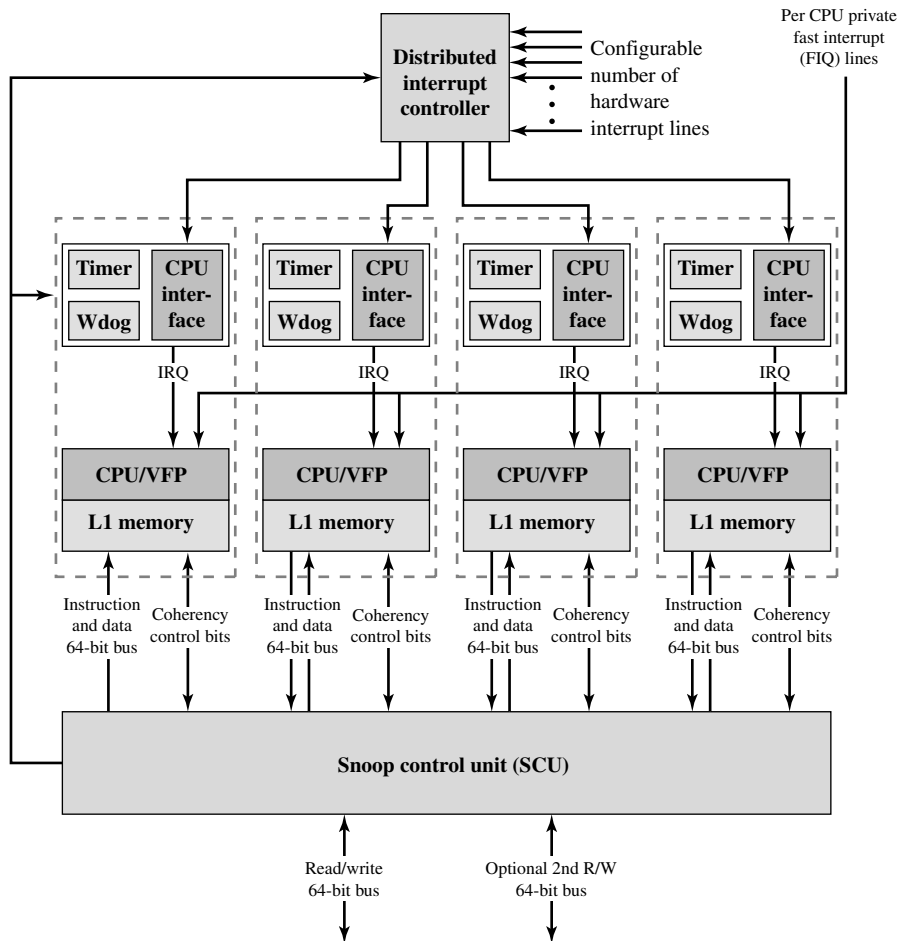 Per CPU private
fast interrupt
(FIQ) lines
Distributed
interrupt
controller
Configurable
number of
hardware
interrupt lines
Timer
Wdog
CPU
inter-
face
Timer
Wdog
CPU
inter-
face
Timer
Wdog
CPU
inter-
face
Timer
Wdog
CPU
inter-
face
IRQ
IRQ
IRQ
IRQ
CPU/VFP
L1 memory
CPU/VFP
L1 memory
CPU/VFP
L1 memory
CPU/VFP
L1 memory
Instruction
and data
64-bit bus
Coherency
control bits
Instruction
and data
64-bit bus
Coherency
control bits
Instruction
and data
64-bit bus
Coherency
control bits
Instruction
and data
64-bit bus
Coherency
control bits
Snoop control unit (SCU)
Read/write
64-bit bus
Optional 2nd R/W
64-bit bus